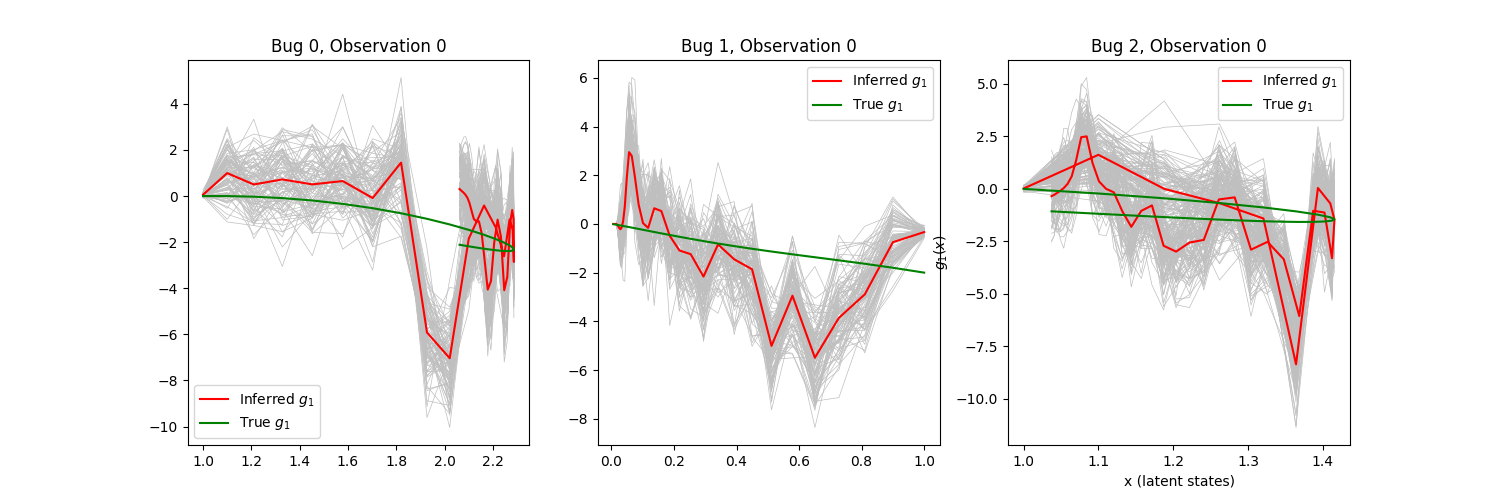 Bug 0, Observation 0
4
2
0
−2
−4
−6
−8
−10
1.0 1.2 1.4 1.6 1.8 2.0 2.2
Inferred g₁
True g₁
Bug 1, Observation 0
6
4
2
0
−2
−4
−6
−8
0.0 0.2 0.4 0.6 0.8 1.0
Inferred g₁
True g₁
Bug 2, Observation 0
g₁(x)
5.0
2.5
0.0
−2.5
−5.0
−7.5
−10.0
1.0 1.1 1.2 1.3 1.4
x (latent states)
Inferred g₁
True g₁